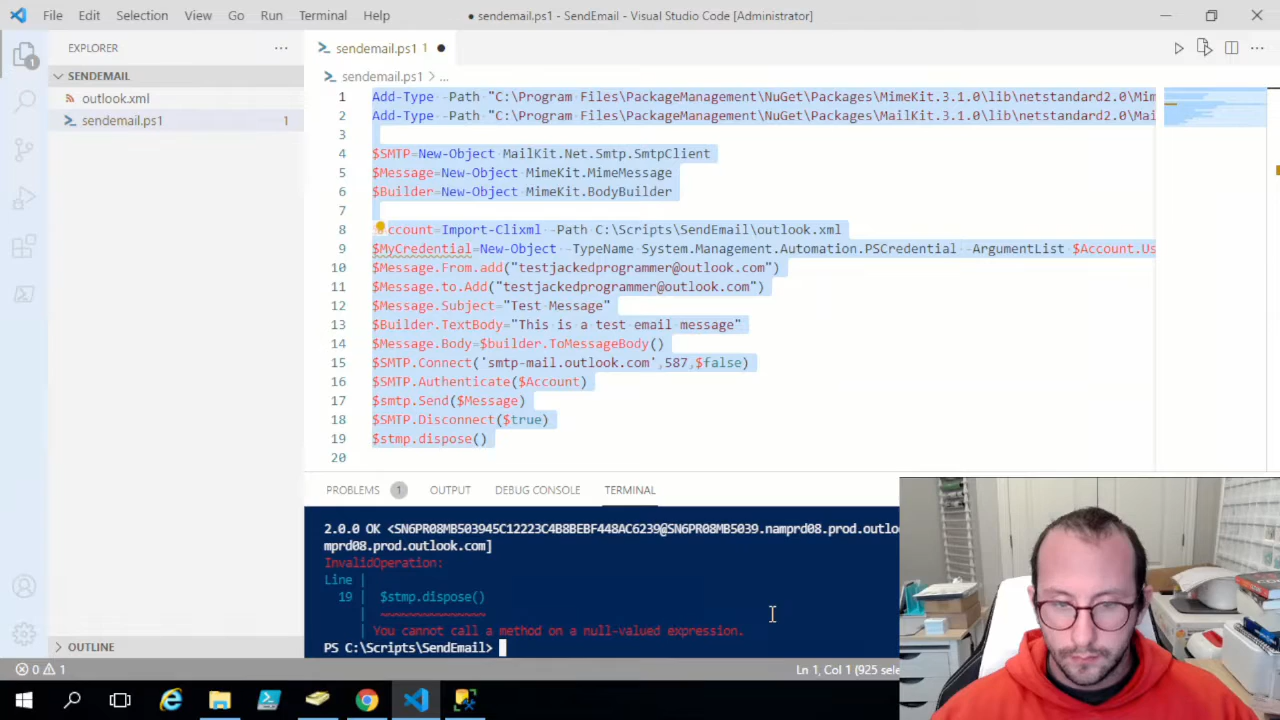 File Edit Selection View Go Run Terminal Help
● sendemail.ps1 - SendEmail - Visual Studio Code [Administrator]
EXPLORER
sendemail.ps1 1 ●
SENDEMAIL
sendemail.ps1 > ...
outlook.xml
sendemail.ps1 1
1 Add-Type -Path "C:\Program Files\PackageManagement\NuGet\Packages\MimeKit.3.1.0\lib\netstandard2.0\Mim
2 Add-Type -Path "C:\Program Files\PackageManagement\NuGet\Packages\MailKit.3.1.0\lib\netstandard2.0\Mai
3
4 $SMTP=New-Object MailKit.Net.Smtp.SmtpClient
5 $Message=New-Object MimeKit.MimeMessage
6 $Builder=New-Object MimeKit.BodyBuilder
7
8 ccount=Import-Clixml -Path C:\Scripts\SendEmail\outlook.xml
9 $MyCredential=New-Object -TypeName System.Management.Automation.PSCredential -ArgumentList $Account.Us
10 $Message.From.add("testjackedprogrammer@outlook.com")
11 $Message.to.Add("testjackedprogrammer@outlook.com")
12 $Message.Subject="Test Message"
13 $Builder.TextBody="This is a test email message"
14 $Message.Body=$builder.ToMessageBody()
15 $SMTP.Connect('smtp-mail.outlook.com',587,$false)
16 $SMTP.Authenticate($Account)
17 $smtp.Send($Message)
18 $SMTP.Disconnect($true)
19 $stmp.dispose()
20
PROBLEMS 1 OUTPUT DEBUG CONSOLE TERMINAL
2.0.0 OK <SN6PR08MB503945C12223C4B8BEBF448AC6239@SN6PR08MB5039.namprd08.prod.outlo
mprd08.prod.outlook.com]
InvalidOperation:
Line |
19 | $stmp.dispose()
| ~~~~~~~~~~~~~~~
| You cannot call a method on a null-valued expression.
PS C:\Scripts\SendEmail>
OUTLINE
0 1
Ln 1, Col 1 (925 sele